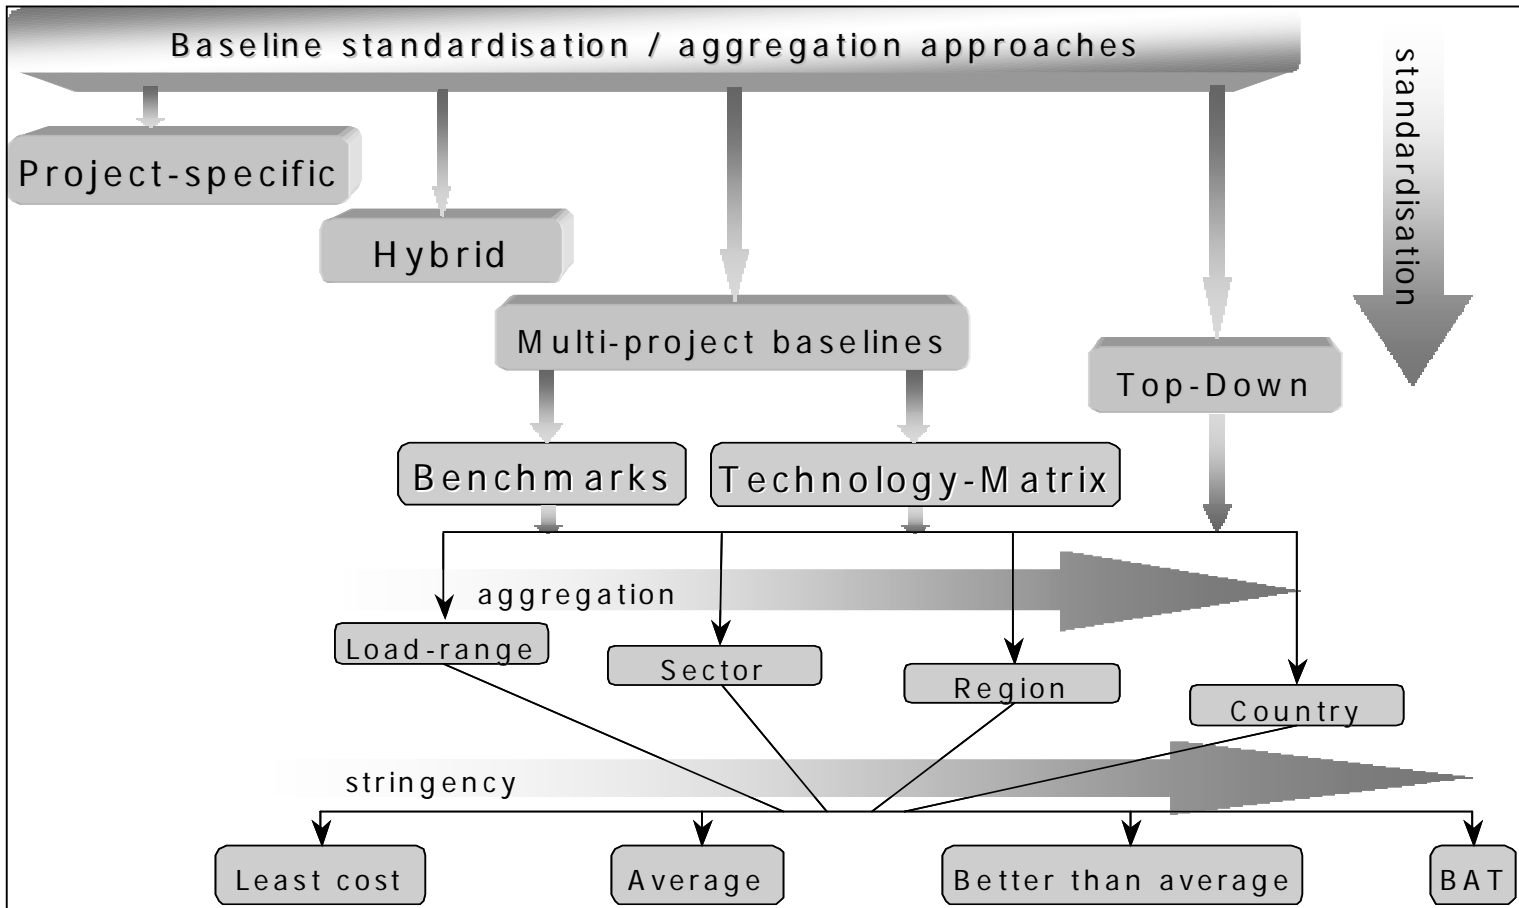 Baseline standardisation / aggregation approaches
standardisation
Project-specific
Hybrid
Multi-project baselines
Top-Down
Benchmarks
Technology-Matrix
aggregation
Load-range
Sector
Region
Country
stringency
Least cost
Average
Better than average
BAT